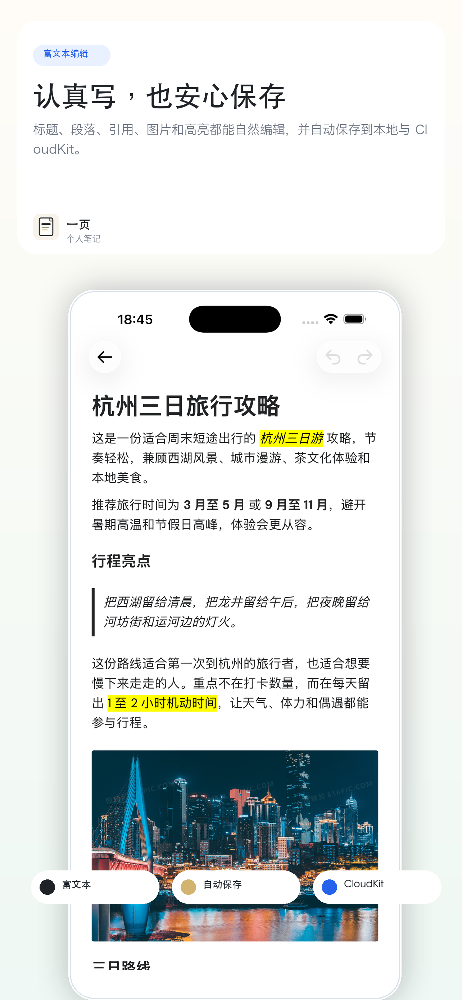 富文本编辑
认真写，也安心保存
标题、段落、引用、图片和高亮都能自然编辑，并自动保存到本地与 Cl
oudKit。
一页
个人笔记
18:45
杭州三日旅行攻略
这是一份适合周末短途出行的 杭州三日游 攻略，节
奏轻松，兼顾西湖风景、城市漫游、茶文化体验和
本地美食。
推荐旅行时间为 3 月至 5 月 或 9 月至 11 月，避开
暑期高温和节假日高峰，体验会更从容。
行程亮点
把西湖留给清晨，把龙井留给午后，把夜晚留给
河坊街和运河边的灯火。
这份路线适合第一次到杭州的旅行者，也适合想要
慢下来走走的人。重点不在打卡数量，而在每天留
出 1 至 2 小时机动时间，让天气、体力和偶遇都能
参与行程。
精灵 616PIC.COM
富文本
自动保存
CloudKit
三日路线